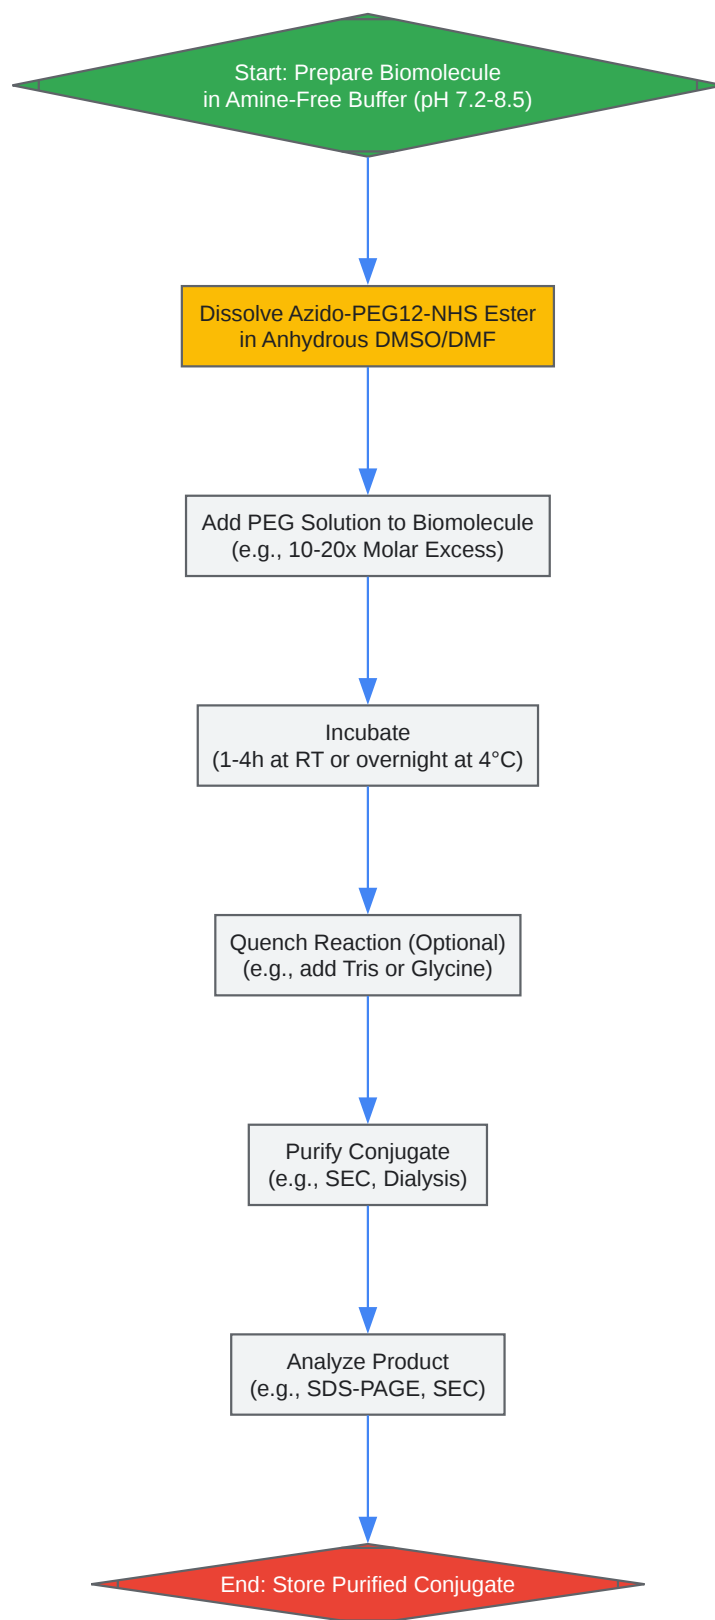 Start: Prepare Biomolecule
in Amine-Free Buffer (pH 7.2-8.5)
Dissolve Azido-PEG12-NHS Ester
in Anhydrous DMSO/DMF
Add PEG Solution to Biomolecule
(e.g., 10-20x Molar Excess)
Incubate
(1-4h at RT or overnight at 4°C)
Quench Reaction (Optional)
(e.g., add Tris or Glycine)
Purify Conjugate
(e.g., SEC, Dialysis)
Analyze Product
(e.g., SDS-PAGE, SEC)
End: Store Purified Conjugate